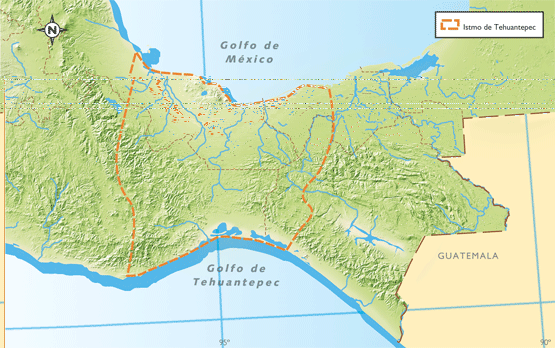 N
Istmo de Tehuantepec
Golfo de
México
GUATEMALA
Golfo de
Tehuantepec
95°
90°